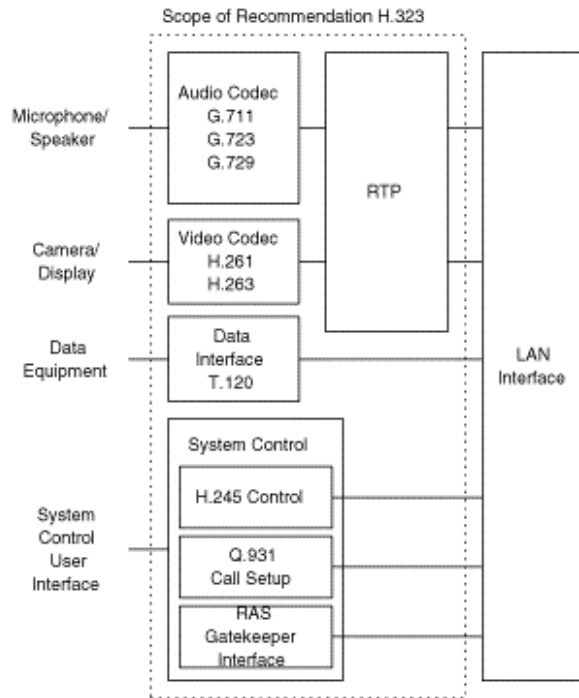 Scope of Recommendation H.323
Microphone/
Speaker
Audio Codec
G.711
G.723
G.729
RTP
Camera/
Display
Video Codec
H.261
H.263
Data
Equipment
Data
Interface
T.120
LAN
Interface
System
Control
User
Interface
System Control
H.245 Control
Q.931
Call Setup
RAS
Gatekeeper
Interface